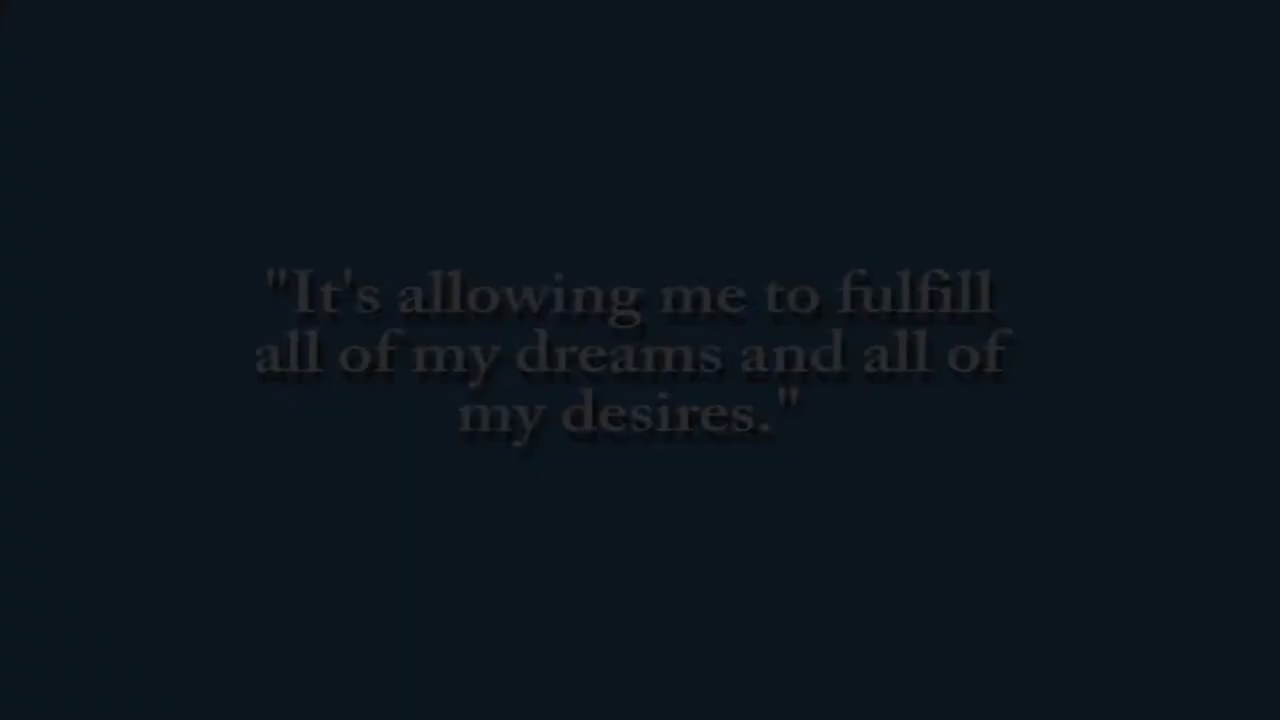 "It's allowing me to fulfill
all of my dreams and all of
my desires."